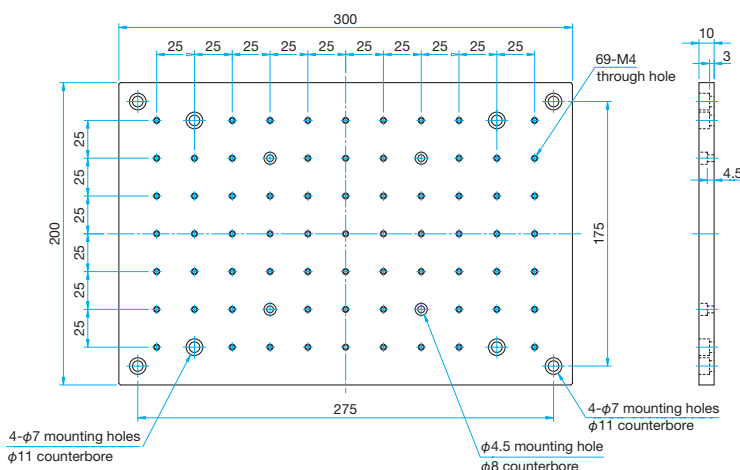 300
10
25 25 25 25 25 25 25 25 25 25
3
69-M4
through hole
25
25
4.5
25
200
175
25
25
25
275
4-φ7 mounting holes
φ11 counterbore
4-φ7 mounting holes
φ11 counterbore
φ4.5 mounting hole
φ8 counterbore